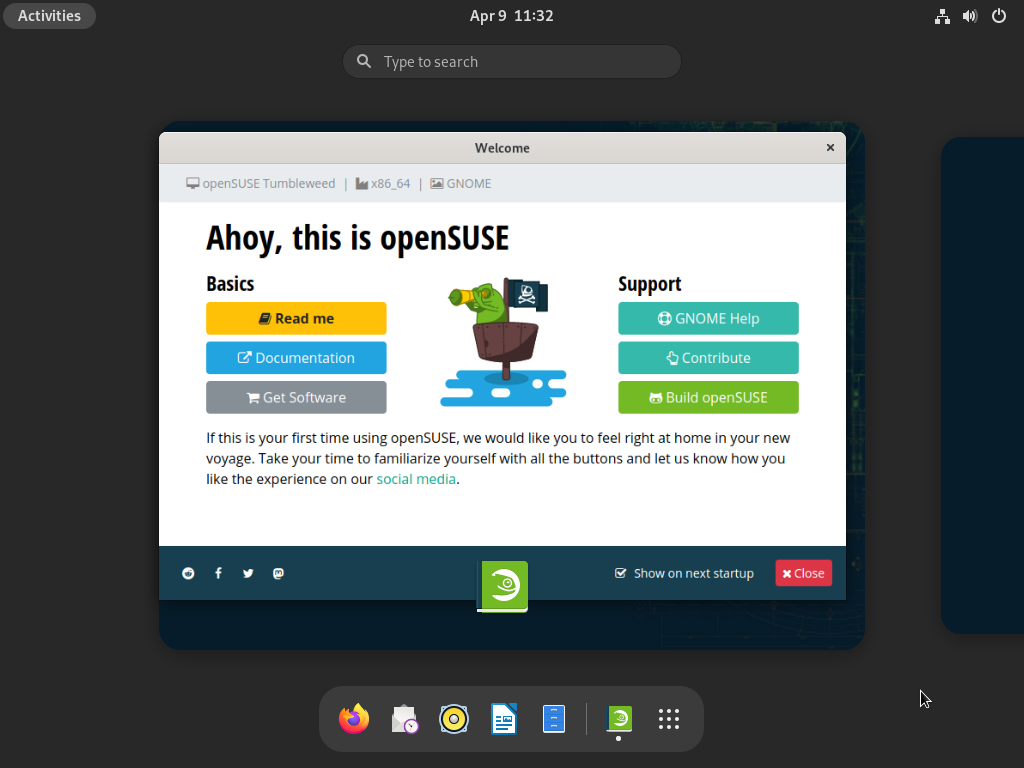 Activities
Apr 9 11:32
Type to search
Welcome
openSUSE Tumbleweed | x86_64 | GNOME
Ahoy, this is openSUSE
Basics
Read me
Documentation
Get Software
Support
GNOME Help
Contribute
Build openSUSE
If this is your first time using openSUSE, we would like you to feel right at home in your new
voyage. Take your time to familiarize yourself with all the buttons and let us know how you
like the experience on our social media.
Show on next startup
Close